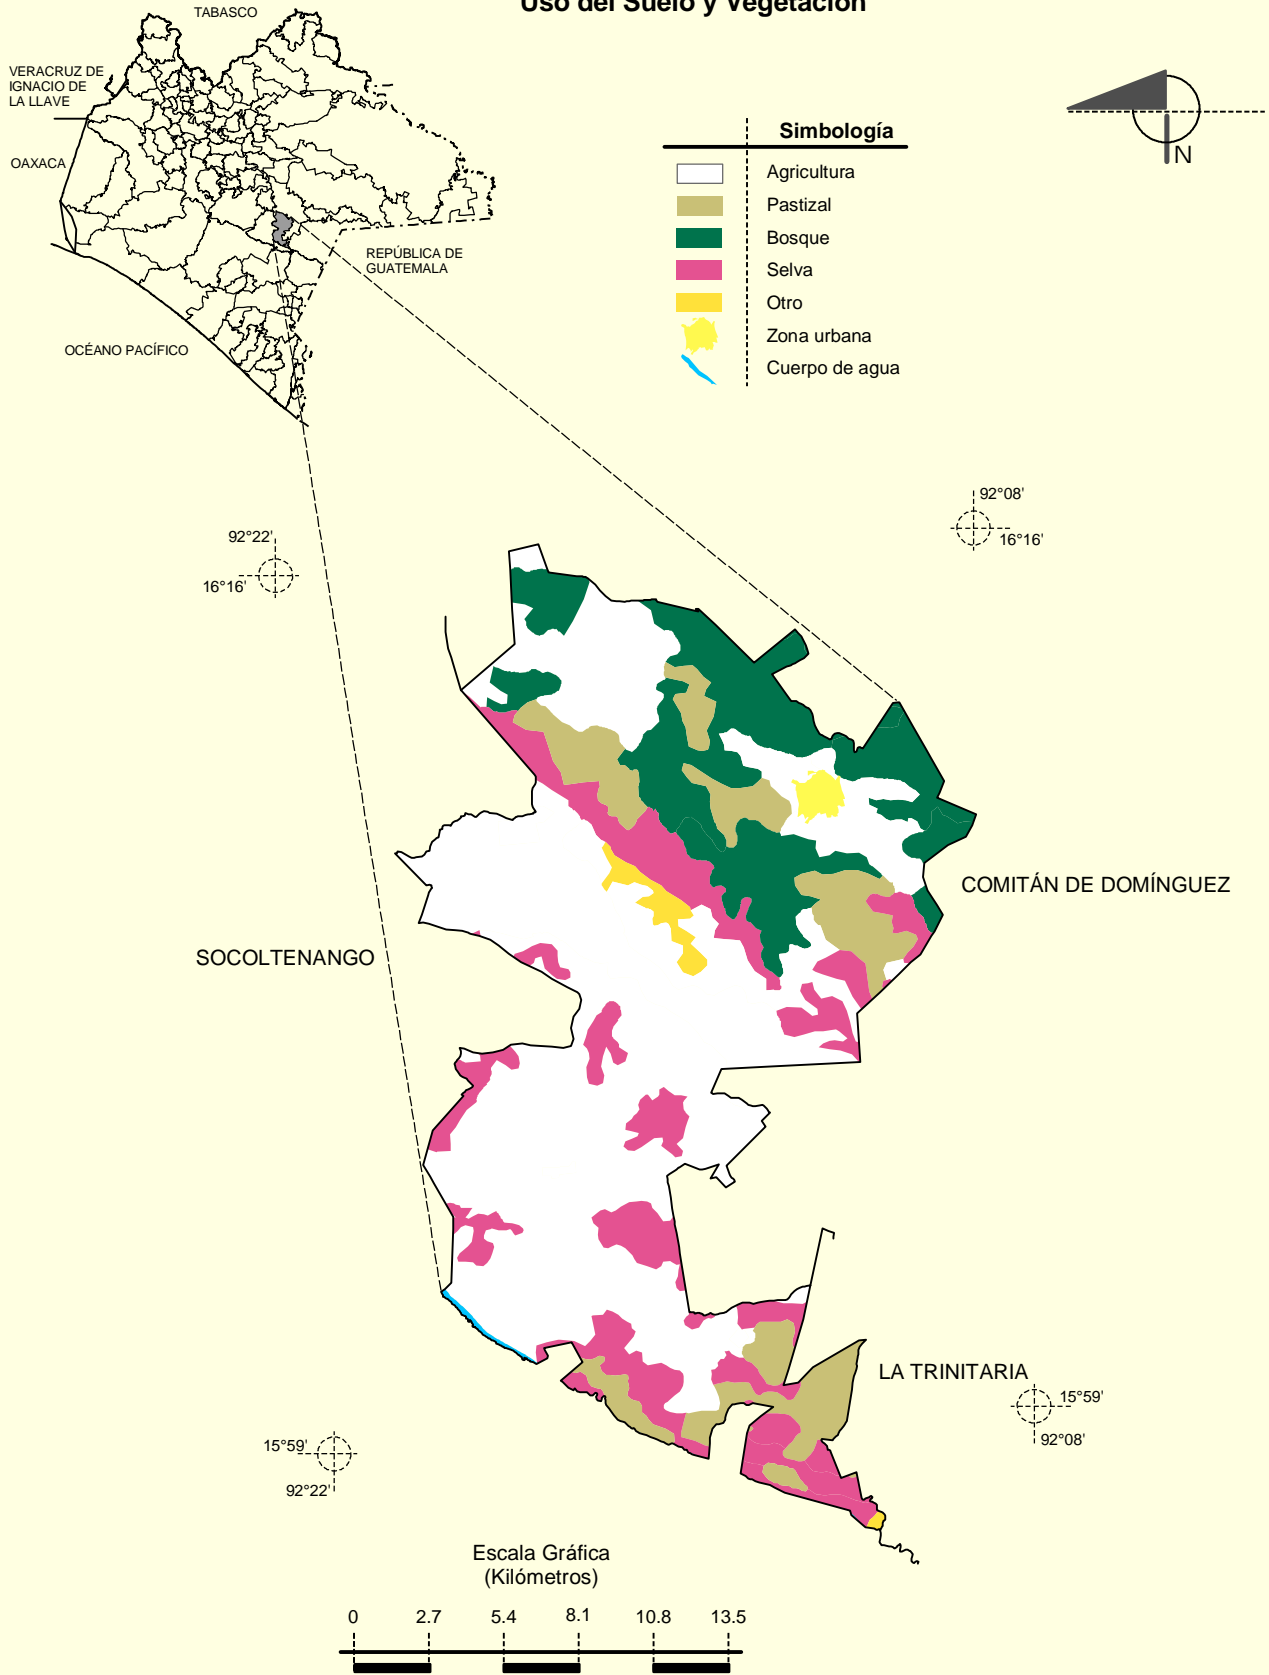 Uso del Suelo y Vegetación
TABASCO
VERACRUZ DE
IGNACIO DE
LA LLAVE
OAXACA
REPÚBLICA DE
GUATEMALA
OCÉANO PACÍFICO
N
Simbología
Agricultura
Pastizal
Bosque
Selva
Otro
Zona urbana
Cuerpo de agua
92°08'
16°16'
92°22'
16°16'
COMITÁN DE DOMÍNGUEZ
SOCOLTENANGO
LA TRINITARIA
15°59'
92°08'
15°59'
92°22'
Escala Gráfica
(Kilómetros)
0 2.7 5.4 8.1 10.8 13.5